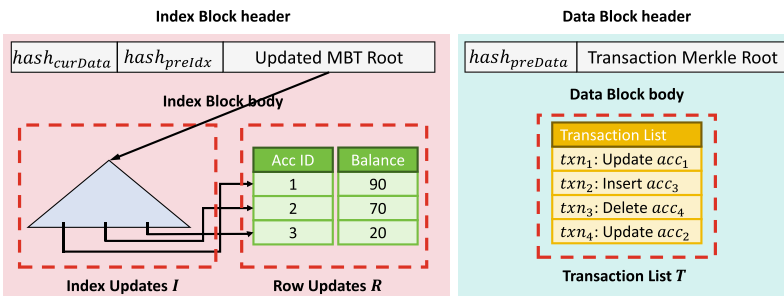 Index Block header
hash_curData hash_preIdx Updated MBT Root
Index Block body
Acc ID Balance
1 90
2 70
3 20
Index Updates I
Row Updates R
Data Block header
hash_preData Transaction Merkle Root
Data Block body
Transaction List
txn_1: Update acc_1
txn_2: Insert acc_3
txn_3: Delete acc_4
txn_4: Update acc_2
Transaction List T